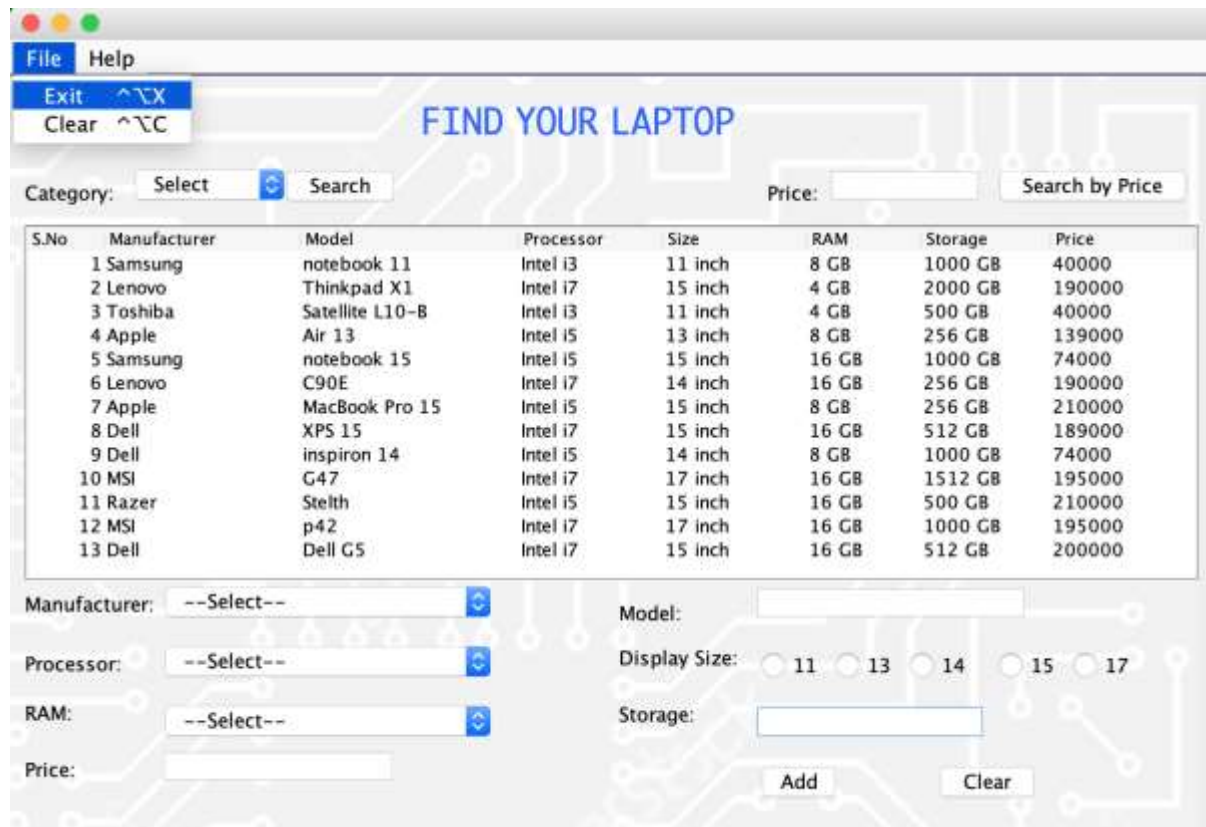 File Help
Exit ^⌥X
Clear ^⌥C
FIND YOUR LAPTOP
Category: Select Search Price: Search by Price
S.No Manufacturer Model Processor Size RAM Storage Price
1 Samsung notebook 11 Intel i3 11 inch 8 GB 1000 GB 40000
2 Lenovo Thinkpad X1 Intel i7 15 inch 4 GB 2000 GB 190000
3 Toshiba Satellite L10-B Intel i3 11 inch 4 GB 500 GB 40000
4 Apple Air 13 Intel i5 13 inch 8 GB 256 GB 139000
5 Samsung notebook 15 Intel i5 15 inch 16 GB 1000 GB 74000
6 Lenovo C90E Intel i7 14 inch 16 GB 256 GB 190000
7 Apple MacBook Pro 15 Intel i5 15 inch 8 GB 256 GB 210000
8 Dell XPS 15 Intel i7 15 inch 16 GB 512 GB 189000
9 Dell inspiron 14 Intel i5 14 inch 8 GB 1000 GB 74000
10 MSI G47 Intel i7 17 inch 16 GB 1512 GB 195000
11 Razer Stelth Intel i5 15 inch 16 GB 500 GB 210000
12 MSI p42 Intel i7 17 inch 16 GB 1000 GB 195000
13 Dell Dell G5 Intel i7 15 inch 16 GB 512 GB 200000
Manufacturer: --Select-- Model:
Processor: --Select-- Display Size: 11 13 14 15 17
RAM: --Select-- Storage:
Price: Add Clear